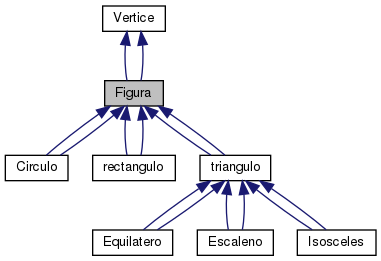 Vertice
Figura
Circulo
rectangulo
triangulo
Equilatero
Escaleno
Isosceles